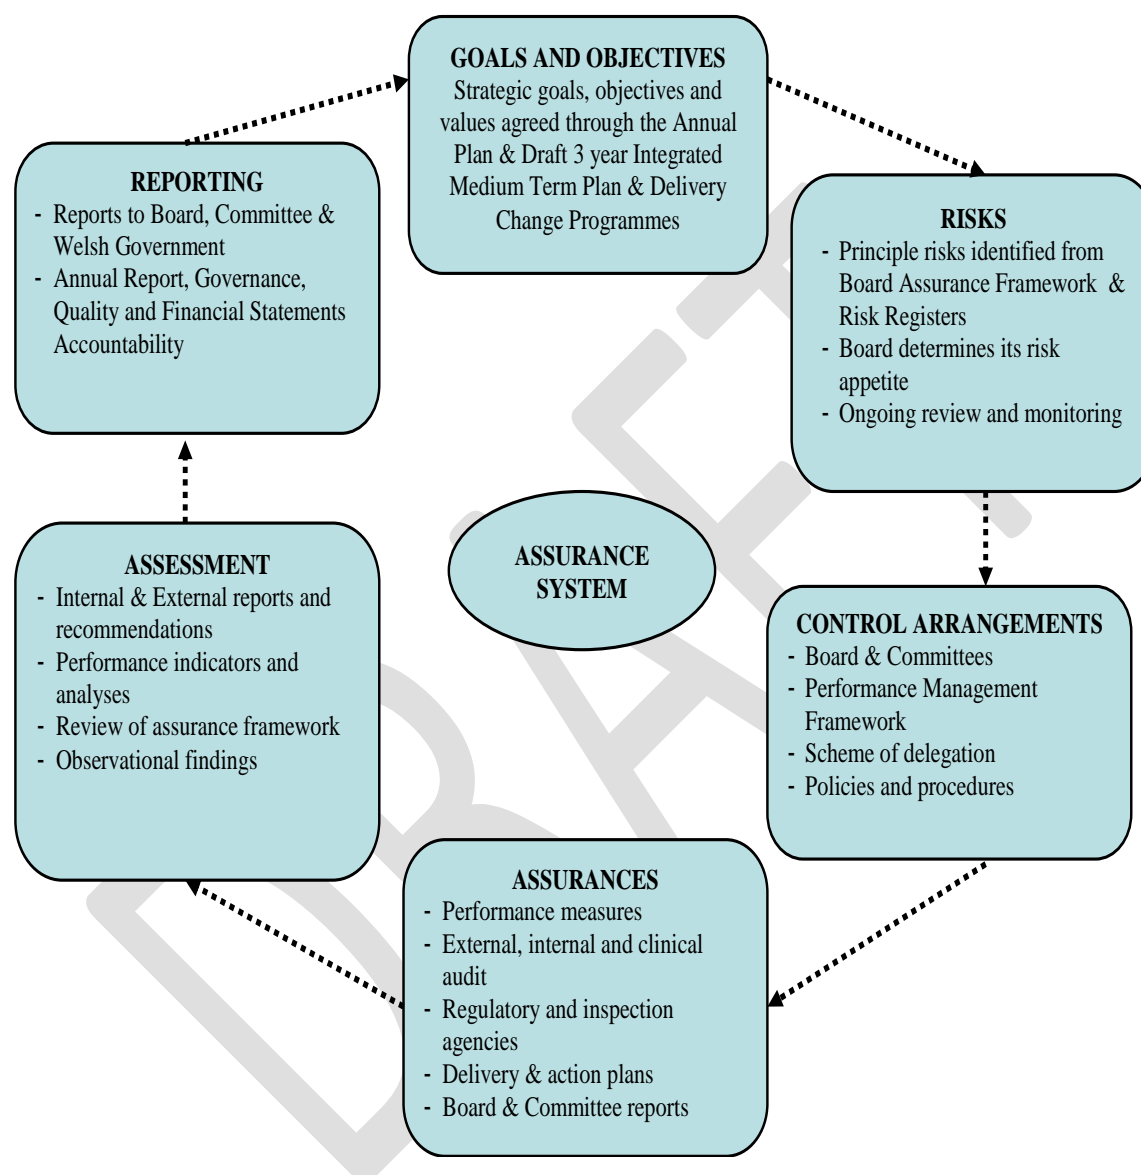 GOALS AND OBJECTIVES
Strategic goals, objectives and
values agreed through the Annual
Plan & Draft 3 year Integrated
Medium Term Plan & Delivery
Change Programmes
RISKS
- Principle risks identified from
Board Assurance Framework &
Risk Registers
- Board determines its risk
appetite
- Ongoing review and monitoring
CONTROL ARRANGEMENTS
- Board & Committees
- Performance Management
Framework
- Scheme of delegation
- Policies and procedures
ASSURANCES
- Performance measures
- External, internal and clinical
audit
- Regulatory and inspection
agencies
- Delivery & action plans
- Board & Committee reports
ASSESSMENT
- Internal & External reports and
recommendations
- Performance indicators and
analyses
- Review of assurance framework
- Observational findings
REPORTING
- Reports to Board, Committee &
Welsh Government
- Annual Report, Governance,
Quality and Financial Statements
Accountability
ASSURANCE
SYSTEM
DRAFT